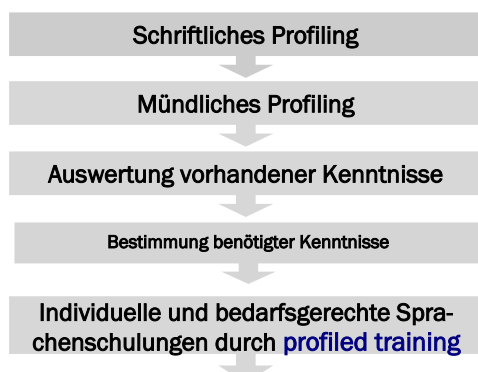 Schriftliches Profiling
Mündliches Profiling
Auswertung vorhandener Kenntnisse
Bestimmung benötigter Kenntnisse
Individuelle und bedarfsgerechte Spra-
chenschulungen durch profiled training